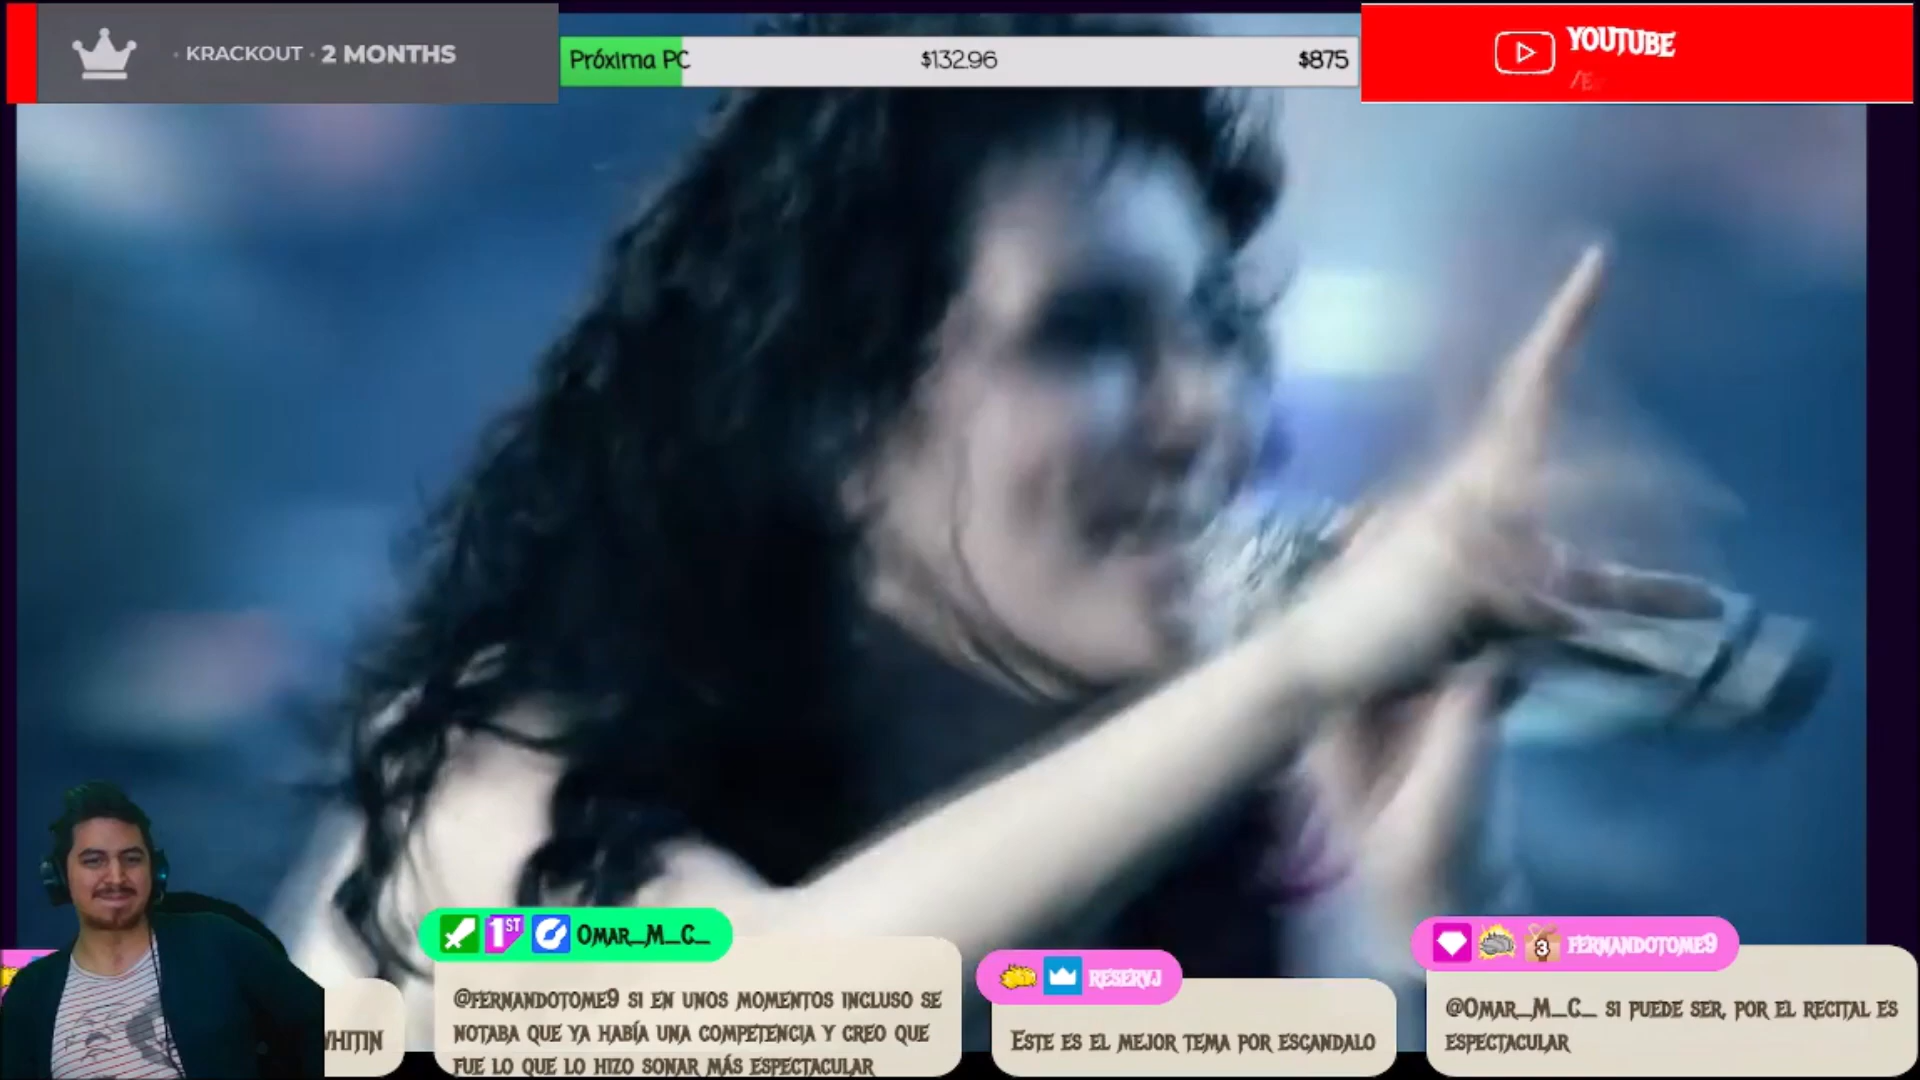 · KRACKOUT · 2 MONTHS
Próxima PC $132.96 $875
YOUTUBE
/E
OMAR_M_C_
@FERNANDOTOME9 SI EN UNOS MOMENTOS INCLUSO SE
NOTABA QUE YA HABÍA UNA COMPETENCIA Y CREO QUE
FUE LO QUE LO HIZO SONAR MÁS ESPECTACULAR
1ST
RESERVJ
ESTE ES EL MEJOR TEMA POR ESCANDALO
3
FERNANDOTOME9
@OMAR_M_C_ SI PUEDE SER, POR EL RECITAL ES
ESPECTACULAR